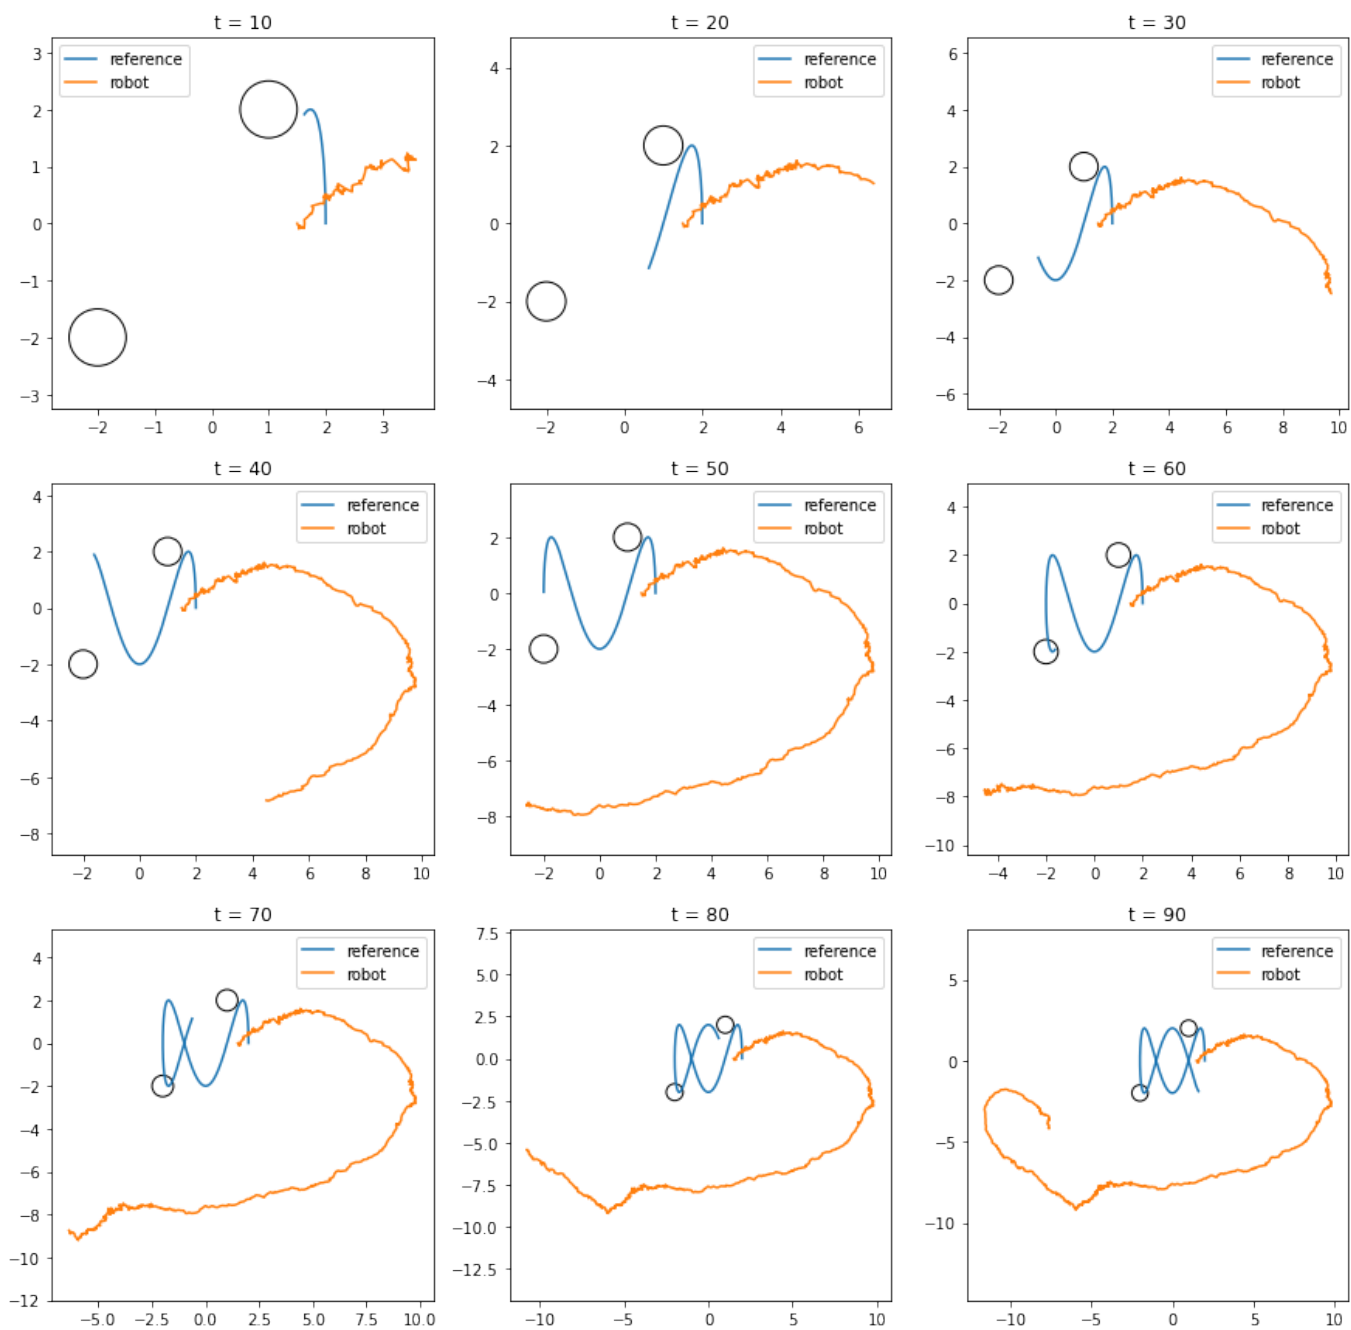 t = 10
reference
robot
3
2
1
0
−1
−2
−3
−2 −1 0 1 2 3
t = 20
reference
robot
4
2
0
−2
−4
−2 0 2 4 6
t = 30
reference
robot
6
4
2
0
−2
−4
−6
−2 0 2 4 6 8 10
t = 40
reference
robot
4
2
0
−2
−4
−6
−8
−2 0 2 4 6 8 10
t = 50
reference
robot
2
0
−2
−4
−6
−8
−2 0 2 4 6 8 10
t = 60
reference
robot
4
2
0
−2
−4
−6
−8
−10
−4 −2 0 2 4 6 8 10
t = 70
reference
robot
4
2
0
−2
−4
−6
−8
−10
−12
−5.0 −2.5 0.0 2.5 5.0 7.5 10.0
t = 80
reference
robot
7.5
5.0
2.5
0.0
−2.5
−5.0
−7.5
−10.0
−12.5
−10 −5 0 5 10
t = 90
reference
robot
5
0
−5
−10
−10 −5 0 5 10